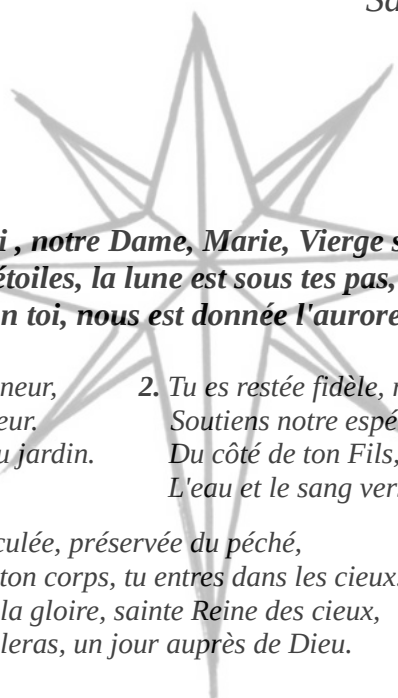 Sa
i , notre Dame, Marie, Vierge s
étoiles, la lune est sous tes pas,
n toi, nous est donnée l'aurore
neur,
eur.
u jardin.
2. Tu es restée fidèle, m
Soutiens notre espé
Du côté de ton Fils,
L'eau et le sang ver
culée, préservée du péché,
ton corps, tu entres dans les cieux.
la gloire, sainte Reine des cieux,
leras, un jour auprès de Dieu.